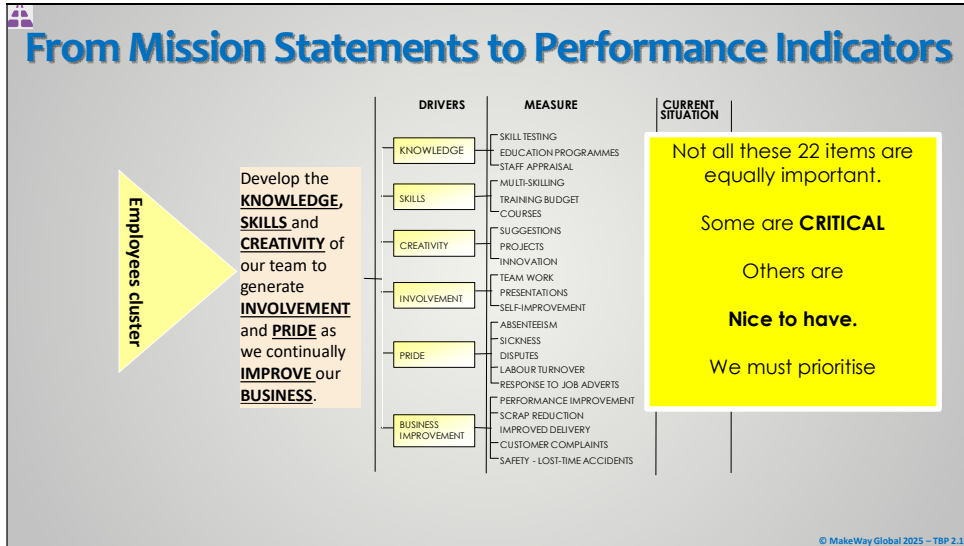 From Mission Statements to Performance Indicators
DRIVERS
MEASURE
CURRENT
SITUATION
Employees cluster
Develop the
KNOWLEDGE,
SKILLS and
CREATIVITY of
our team to
generate
INVOLVEMENT
and PRIDE as
we continually
IMPROVE our
BUSINESS.
KNOWLEDGE
SKILL TESTING
EDUCATION PROGRAMMES
STAFF APPRAISAL
SKILLS
MULTI-SKILLING
TRAINING BUDGET
COURSES
CREATIVITY
SUGGESTIONS
PROJECTS
INNOVATION
INVOLVEMENT
TEAM WORK
PRESENTATIONS
SELF-IMPROVEMENT
PRIDE
ABSENTEEISM
SICKNESS
DISPUTES
LABOUR TURNOVER
RESPONSE TO JOB ADVERTS
BUSINESS
IMPROVEMENT
PERFORMANCE IMPROVEMENT
SCRAP REDUCTION
IMPROVED DELIVERY
CUSTOMER COMPLAINTS
SAFETY - LOST-TIME ACCIDENTS
Not all these 22 items are
equally important.
Some are CRITICAL
Others are
Nice to have.
We must prioritise
© MakeWay Global 2025 – TBP 2.1